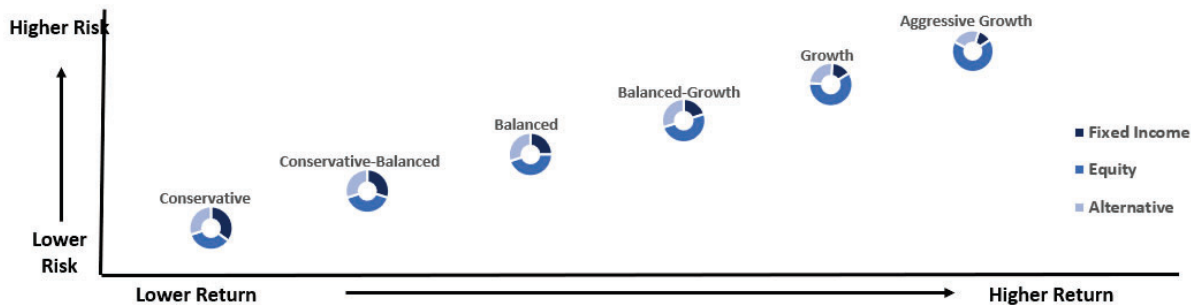 Higher Risk
Aggressive Growth
Growth
Balanced-Growth
Balanced
Conservative-Balanced
Conservative
Fixed Income
Equity
Alternative
Lower
Risk
Lower Return
Higher Return